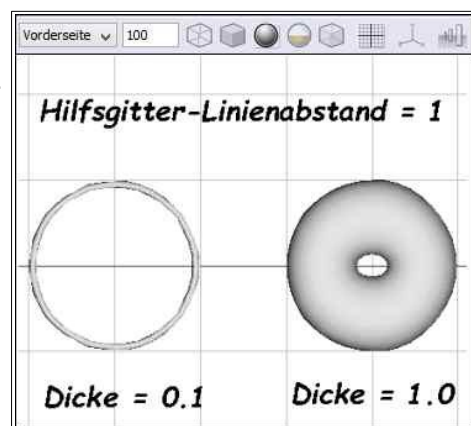 Vorderseite 100
Hilfsgitter-Linienabstand = 1
Dicke = 0.1 Dicke = 1.0